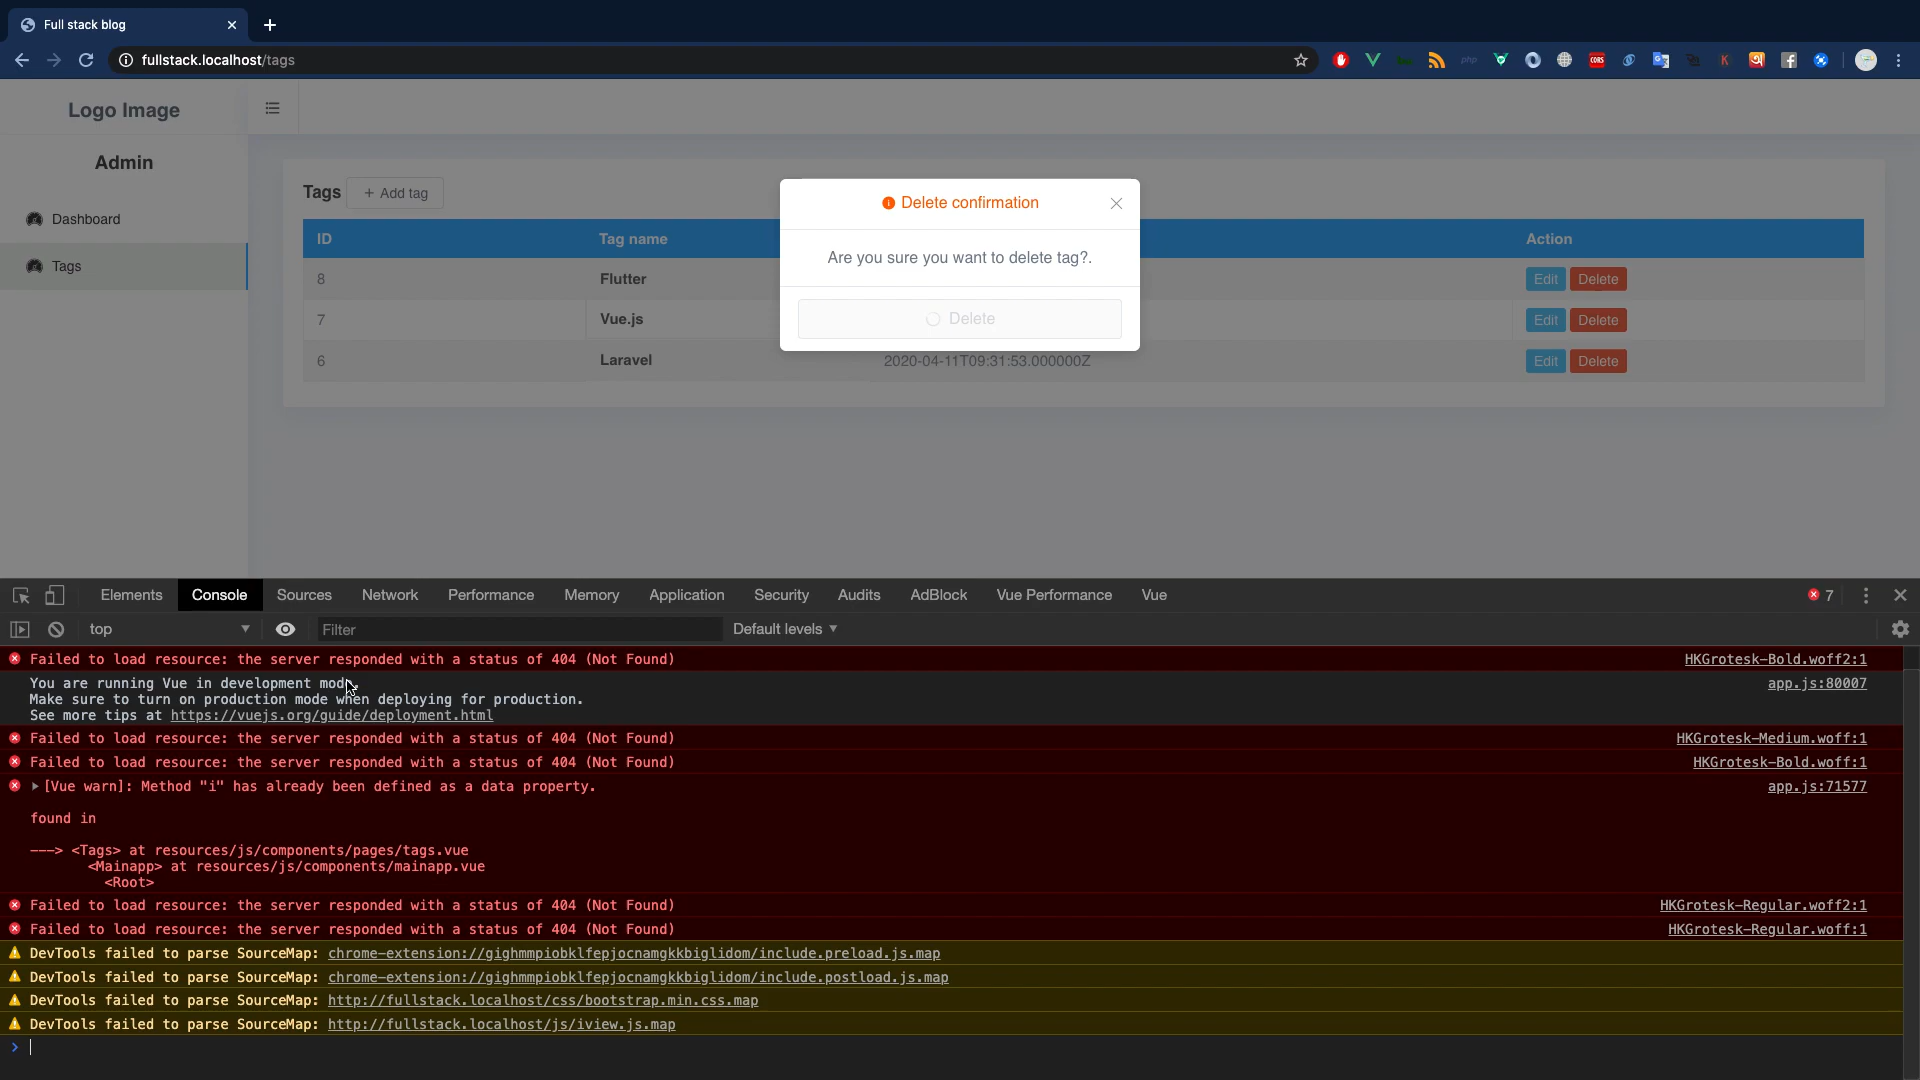 Full stack blog
fullstack.localhost/tags
php
CORS
K
Logo Image
Admin
Dashboard
Tags
Tags + Add tag
ID Tag name Action
8 Flutter Edit Delete
7 Vue.js Edit Delete
6 Laravel 2020-04-11T09:31:53.000000Z Edit Delete
Delete confirmation
Are you sure you want to delete tag?.
Delete
Elements Console Sources Network Performance Memory Application Security Audits AdBlock Vue Performance Vue 7
top Filter Default levels
Failed to load resource: the server responded with a status of 404 (Not Found) HKGrotesk-Bold.woff2:1
You are running Vue in development mode. app.js:80007
Make sure to turn on production mode when deploying for production.
See more tips at https://vuejs.org/guide/deployment.html
Failed to load resource: the server responded with a status of 404 (Not Found) HKGrotesk-Medium.woff:1
Failed to load resource: the server responded with a status of 404 (Not Found) HKGrotesk-Bold.woff:1
[Vue warn]: Method "i" has already been defined as a data property. app.js:71577
found in
---> <Tags> at resources/js/components/pages/tags.vue
<Mainapp> at resources/js/components/mainapp.vue
<Root>
Failed to load resource: the server responded with a status of 404 (Not Found) HKGrotesk-Regular.woff2:1
Failed to load resource: the server responded with a status of 404 (Not Found) HKGrotesk-Regular.woff:1
DevTools failed to parse SourceMap: chrome-extension://gighmmpiobklfepjocnamgkkbiglidom/include.preload.js.map
DevTools failed to parse SourceMap: chrome-extension://gighmmpiobklfepjocnamgkkbiglidom/include.postload.js.map
DevTools failed to parse SourceMap: http://fullstack.localhost/css/bootstrap.min.css.map
DevTools failed to parse SourceMap: http://fullstack.localhost/js/iview.js.map